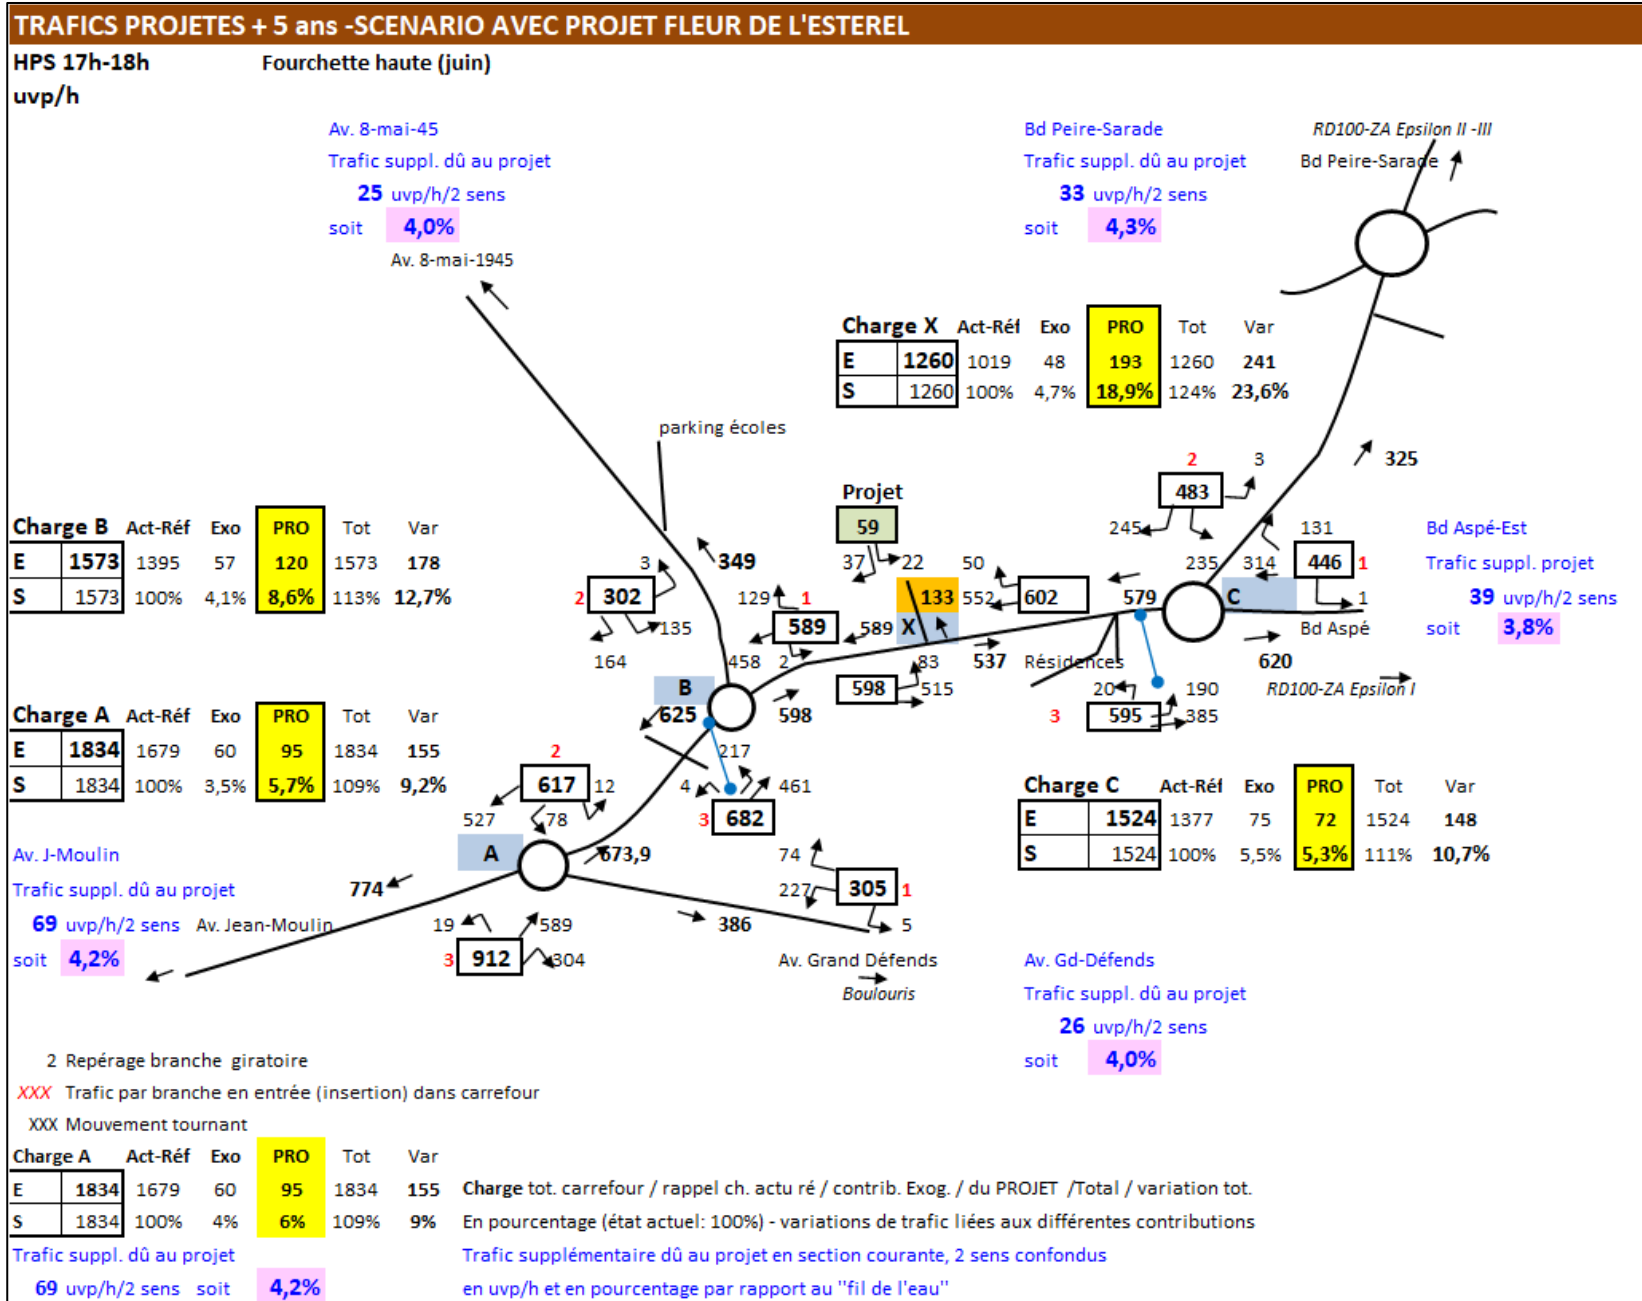 TRAFICS PROJETES + 5 ans -SCENARIO AVEC PROJET FLEUR DE L'ESTEREL
HPS 17h-18h Fourchette haute (juin)
uvp/h
Av. 8-mai-45
Trafic suppl. dû au projet
25 uvp/h/2 sens
soit 4,0%
Av. 8-mai-1945
Bd Peire-Sarade
Trafic suppl. dû au projet
33 uvp/h/2 sens
soit 4,3%
RD100-ZA Epsilon II -III
Bd Peire-Sarade
Charge X Act-Réf Exo PRO Tot Var
E 1260 1019 48 193 1260 241
S 1260 100% 4,7% 18,9% 124% 23,6%
parking écoles
325
2 3
483
245
235
Projet
59
37 22
Charge B Act-Réf Exo PRO Tot Var
E 1573 1395 57 120 1573 178
S 1573 100% 4,1% 8,6% 113% 12,7%
349
3
2 302
135
164
129 1
589
458 2
589 X
133
50
552 602
579
C
314
131
446 1
1
Bd Aspé
Bd Aspé-Est
Trafic suppl. projet
39 uvp/h/2 sens
soit 3,8%
620
RD100-ZA Epsilon I
83
598 515
537
Résidences
20 190
3 595 385
B
625
598
217
4 461
3 682
Charge A Act-Réf Exo PRO Tot Var
E 1834 1679 60 95 1834 155
S 1834 100% 3,5% 5,7% 109% 9,2%
2
617 12
527 78
A
673,9
Charge C Act-Réf Exo PRO Tot Var
E 1524 1377 75 72 1524 148
S 1524 100% 5,5% 5,3% 111% 10,7%
74
227 305 1
5
386
Av. J-Moulin
Trafic suppl. dû au projet
69 uvp/h/2 sens
soit 4,2%
774
Av. Jean-Moulin
19 589
3 912 304
Av. Grand Défends
Boulouris
Av. Gd-Défends
Trafic suppl. dû au projet
26 uvp/h/2 sens
soit 4,0%
2 Repérage branche giratoire
XXX Trafic par branche en entrée (insertion) dans carrefour
XXX Mouvement tournant
Charge A Act-Réf Exo PRO Tot Var
E 1834 1679 60 95 1834 155 Charge tot. carrefour / rappel ch. actu ré / contrib. Exog. / du PROJET /Total / variation tot.
S 1834 100% 4% 6% 109% 9% En pourcentage (état actuel: 100%) - variations de trafic liées aux différentes contributions
Trafic suppl. dû au projet Trafic supplémentaire dû au projet en section courante, 2 sens confondus
69 uvp/h/2 sens soit 4,2% en uvp/h et en pourcentage par rapport au "fil de l'eau"